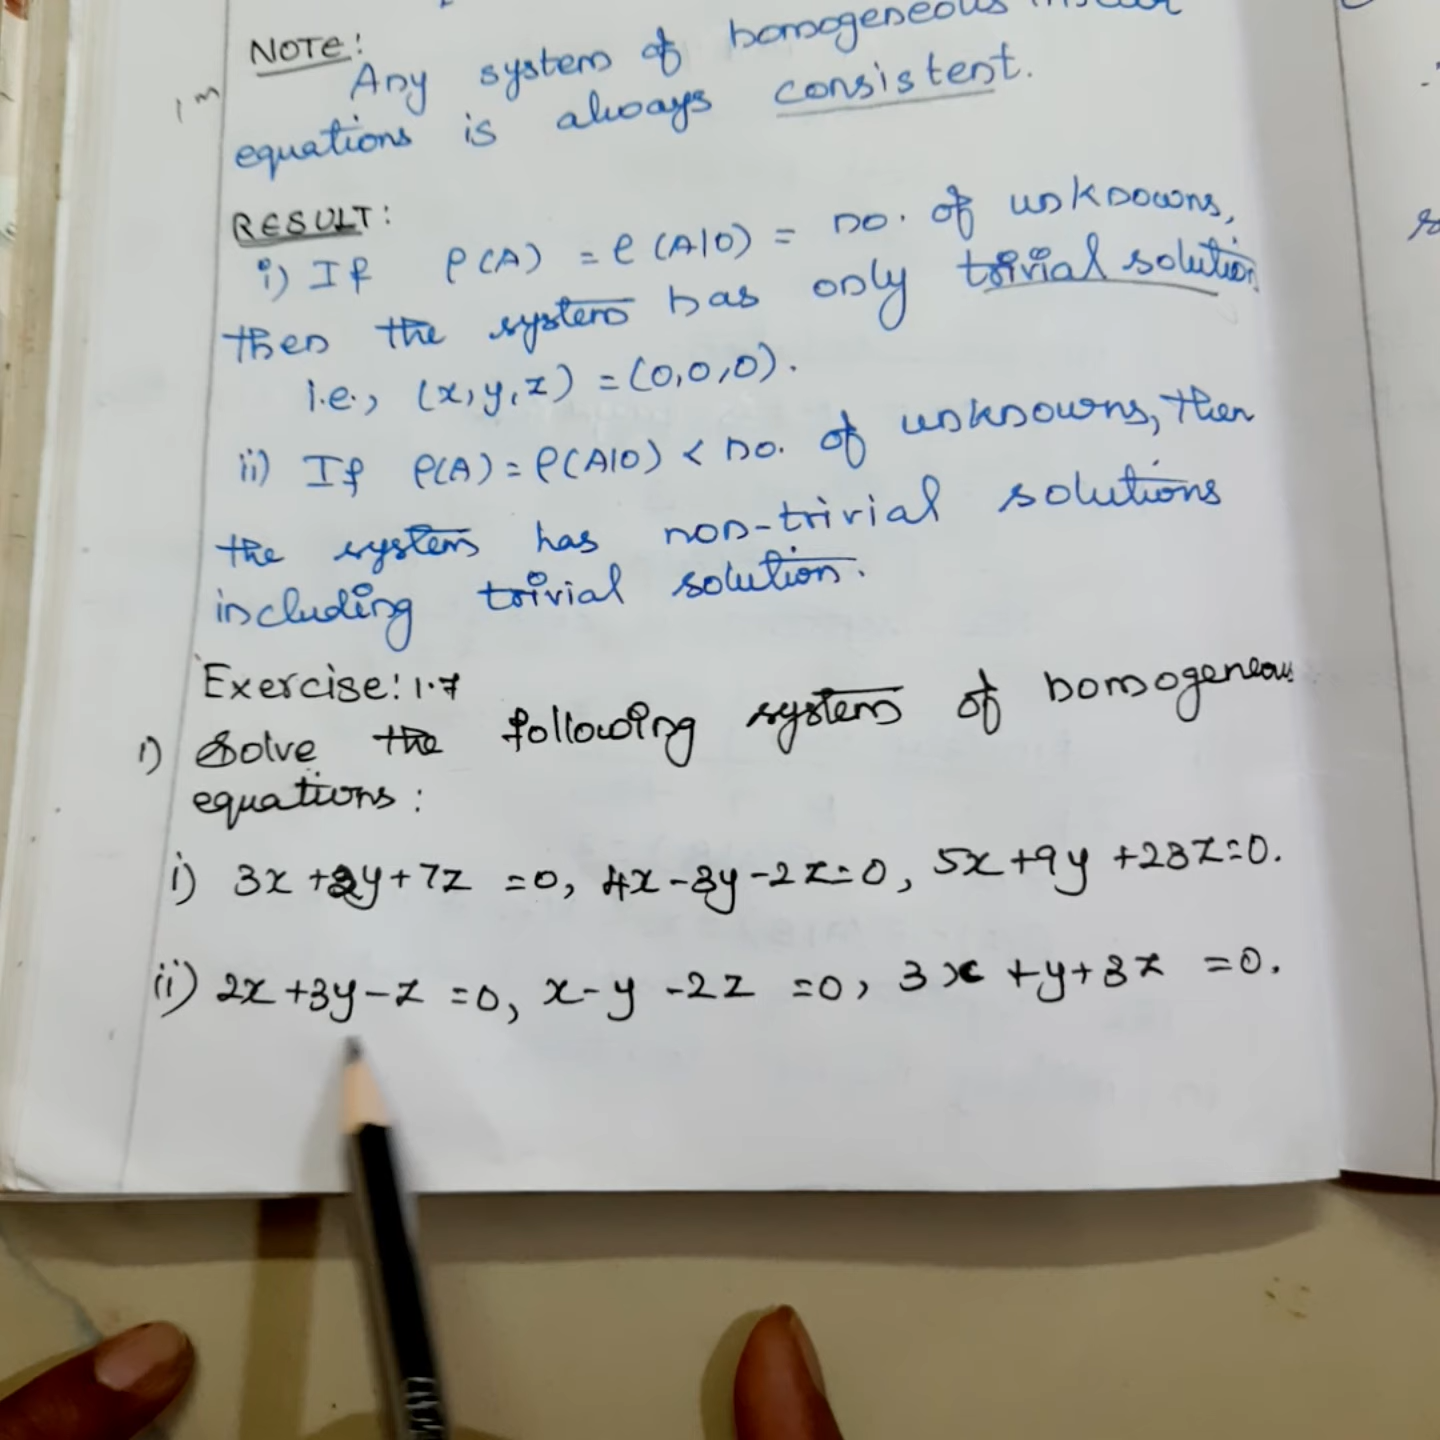 NOTE:
1 m
Any system of homogeneous linear
equations is always consistent.
RESULT:
i) If ρ(A) = ρ(A|0) = no. of unknowns,
then the system has only trivial solution
i.e., (x,y,z) = (0,0,0).
ii) If ρ(A) = ρ(A|0) < no. of unknowns, then
the system has non-trivial solutions
including trivial solution.
Exercise: 1.7
1) Solve the following system of homogeneous
equations:
i) 3x+2y+7z =0, 4x-3y-2z=0, 5x+9y+23z=0.
ii) 2x+3y-z =0, x-y-2z =0, 3x+y+3z =0.